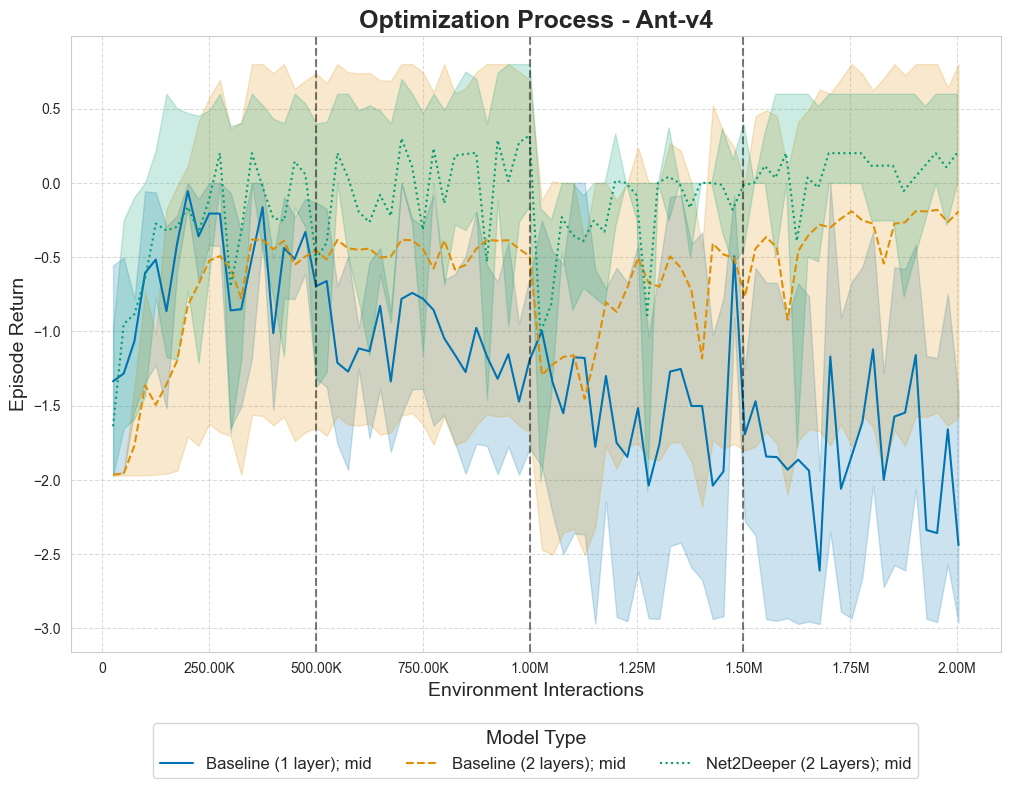 Optimization Process - Ant-v4
Episode Return
0.5
0.0
−0.5
−1.0
−1.5
−2.0
−2.5
−3.0
0 250.00K 500.00K 750.00K 1.00M 1.25M 1.50M 1.75M 2.00M
Environment Interactions
Model Type
Baseline (1 layer); mid Baseline (2 layers); mid Net2Deeper (2 Layers); mid